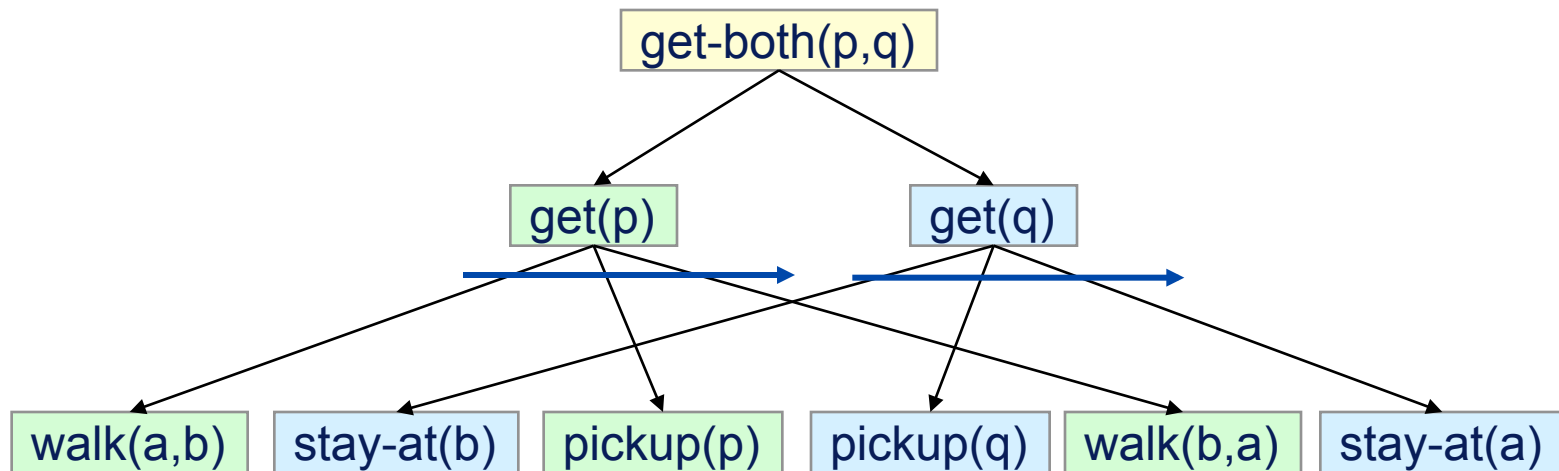 get-both(p,q)
get(p)
get(q)
walk(a,b)
stay-at(b)
pickup(p)
pickup(q)
walk(b,a)
stay-at(a)